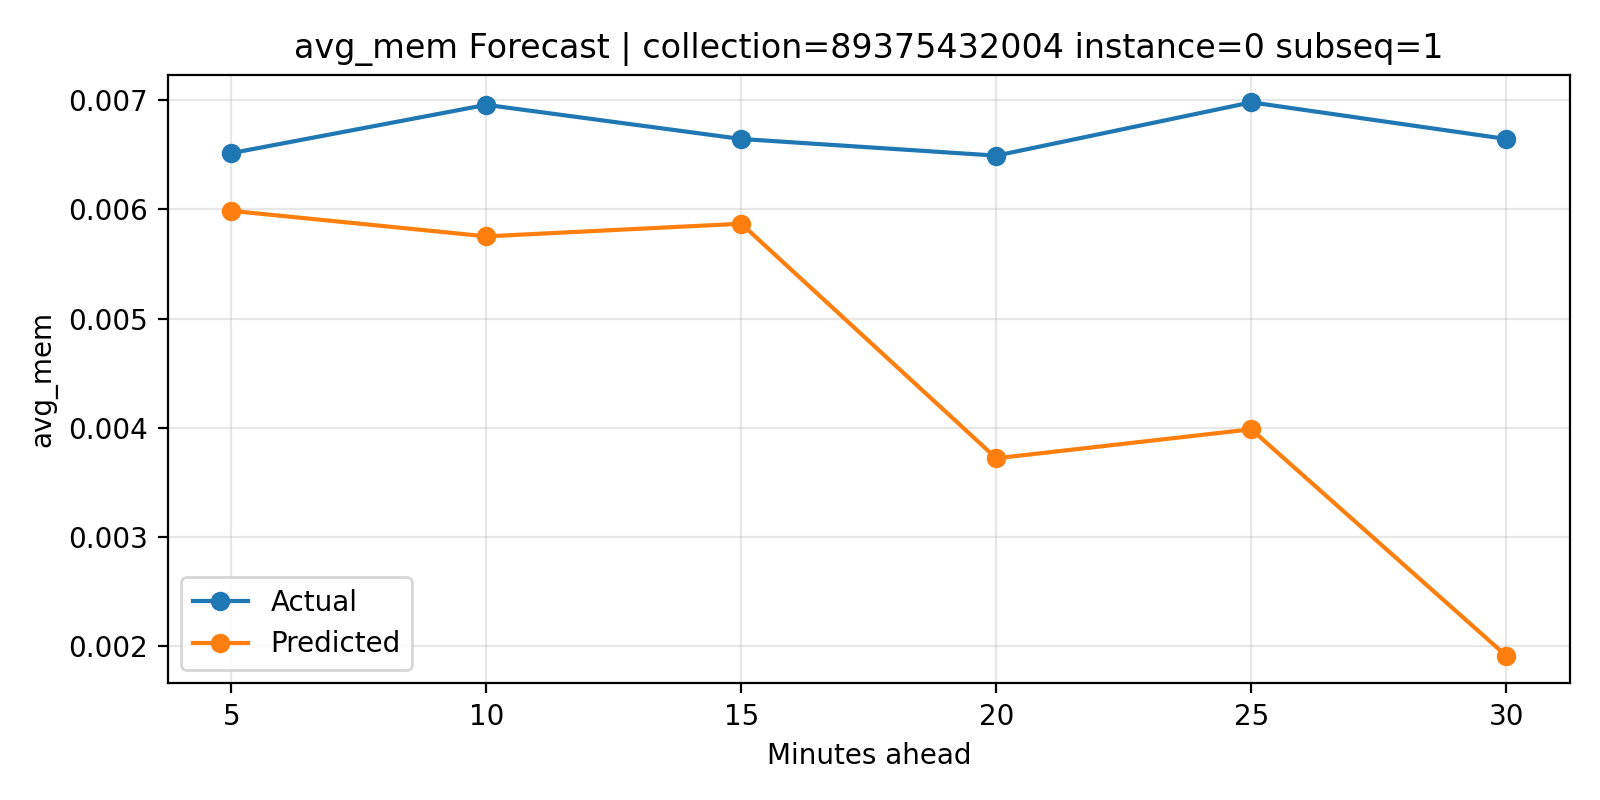 avg_mem Forecast | collection=89375432004 instance=0 subseq=1
0.007
0.006
0.005
0.004
0.003
0.002
avg_mem
Actual
Predicted
5 10 15 20 25 30
Minutes ahead